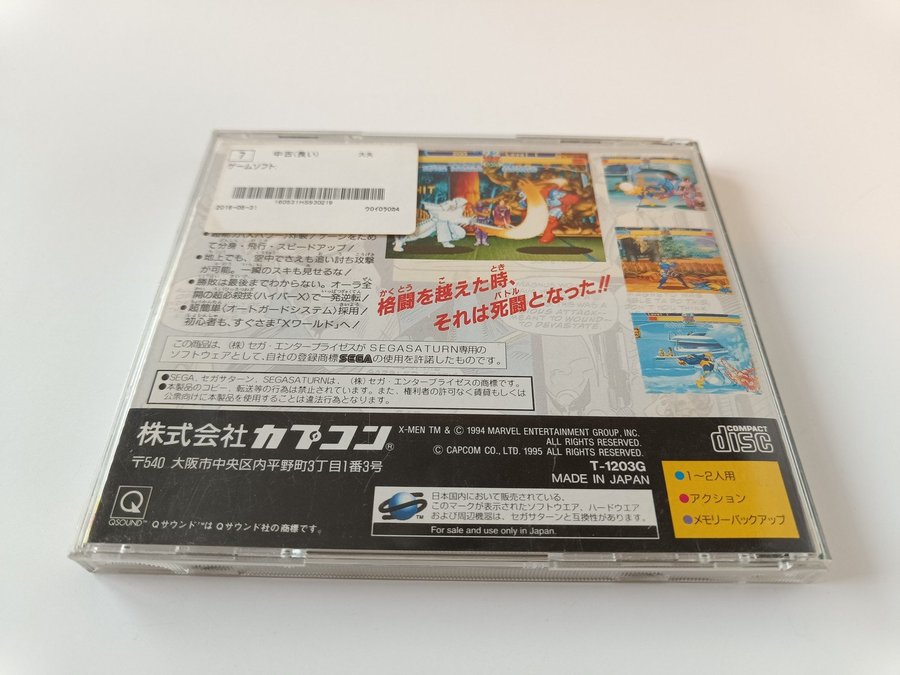 7 中古(良い) 大矢
ゲームソフト
160531HSS30219
2016-05-31
て分身・飛行・スピードアップ!
●地上でも、空中でさえも追い討ち攻撃
が可能。一瞬のスキも見せるな!
●勝敗は最後までわからない。オーラ全
開の超必殺技(ハイパーX)で一発逆転!
●超簡単〈オートガードシステム〉採用!
初心者も、すぐさま「Xワールド」へ!
格闘を越えた時、
それは死闘となった!!
この商品は、(株)セガ・エンタープライゼスが SEGASATURN専用の
ソフトウェアとして、自社の登録商標SEGAの使用を許諾したものです。
●SEGA、セガサターン、SEGASATURNは、(株)セガ・エンタープライゼスの商標です。
●本製品のコピー、転送等の行為は禁止されています。また、権利者の許可なく賃貿もしくは
公衆向けに本製品を使用することは違法行為となります。
株式会社カプコン®
〒540 大阪市中央区内平野町3丁目1番3号
X-MEN TM & © 1994 MARVEL ENTERTAINMENT GROUP, INC.
ALL RIGHTS RESERVED.
© CAPCOM CO., LTD. 1995 ALL RIGHTS RESERVED.
T-1203G
MADE IN JAPAN
COMPACT
disc
Q
QSOUND™
Qサウンド™は Qサウンド社の商標です。
日本国内において販売されている、
このマークが表示されたソフトウエア、ハードウエア
および周辺機器は、セガサターンと互換性があります。
For sale and use only in Japan.
●1〜2人用
●アクション
●メモリーバックアップ